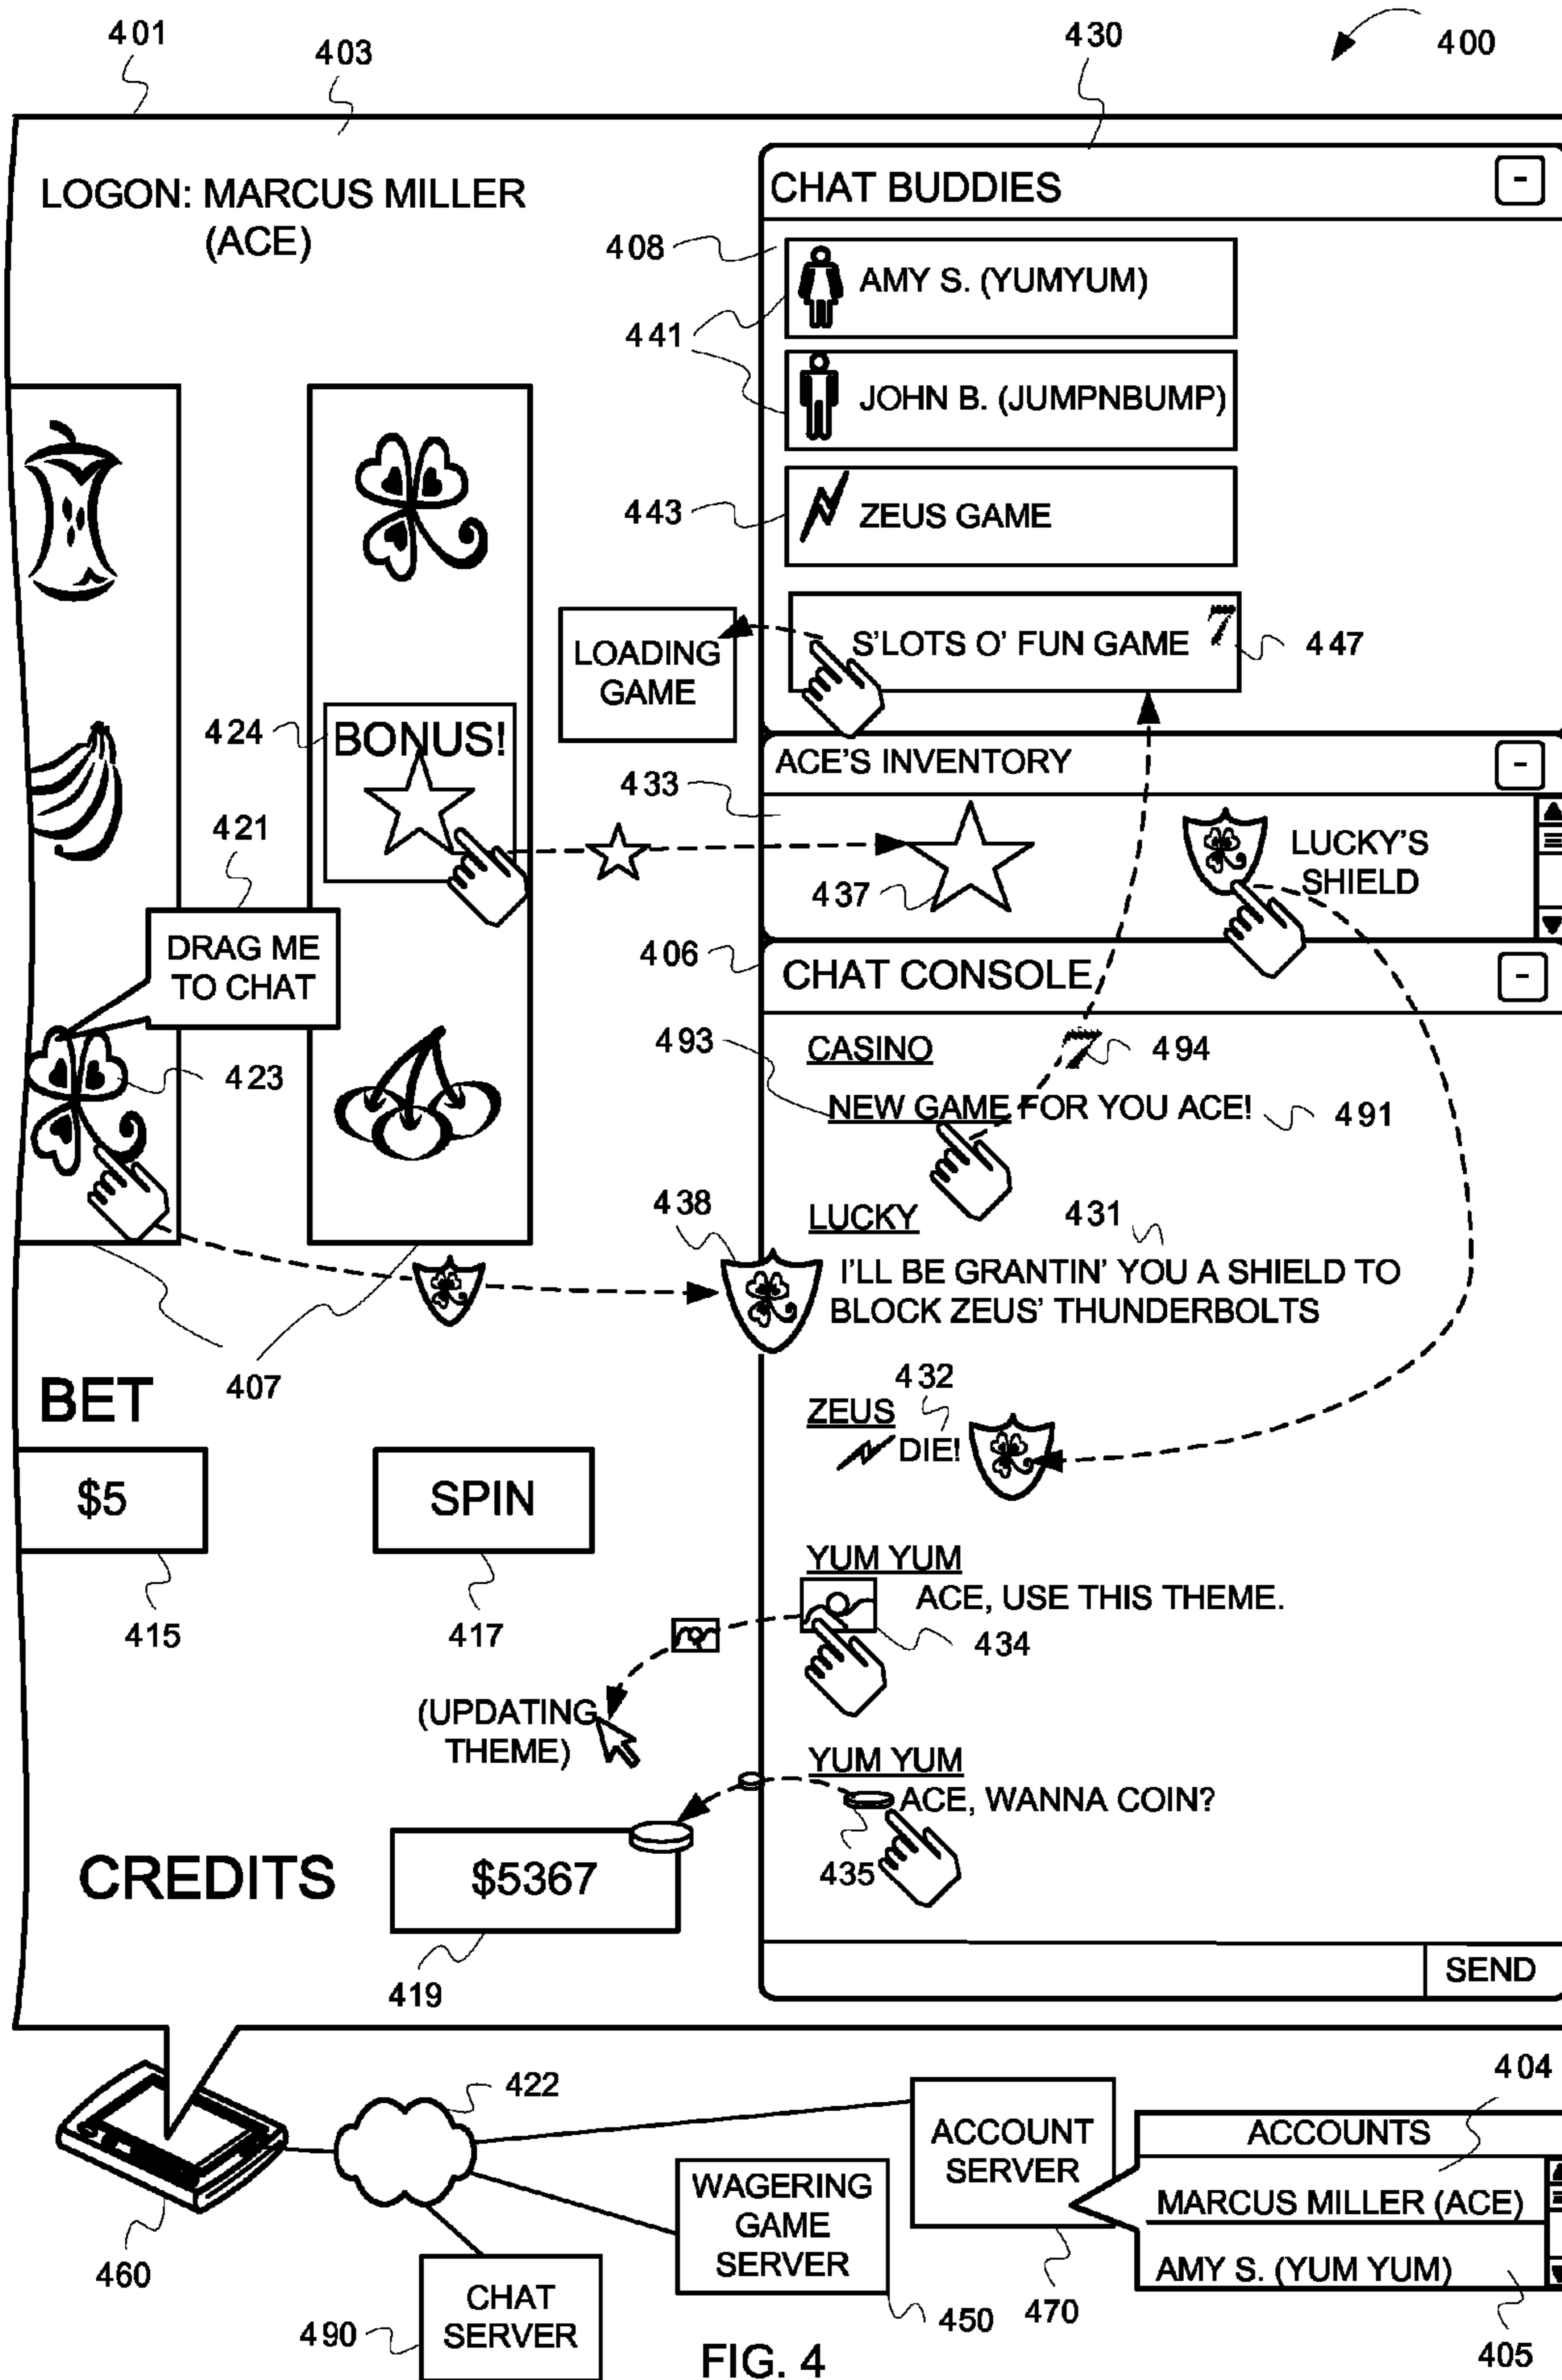 401
403
430
400
LOGON: MARCUS MILLER
(ACE)
CHAT BUDDIES
-
408
AMY S. (YUMYUM)
441
JOHN B. (JUMPNBUMP)
443
ZEUS GAME
LOADING
GAME
S'LOTS O' FUN GAME
7
447
424
BONUS!
ACE'S INVENTORY
-
433
437
LUCKY'S
SHIELD
421
DRAG ME
TO CHAT
406
CHAT CONSOLE
-
423
493
CASINO
7
494
NEW GAME FOR YOU ACE!
491
438
LUCKY
431
I'LL BE GRANTIN' YOU A SHIELD TO
BLOCK ZEUS' THUNDERBOLTS
407
BET
432
ZEUS
DIE!
$5
SPIN
415
417
YUM YUM
ACE, USE THIS THEME.
434
(UPDATING
THEME)
YUM YUM
ACE, WANNA COIN?
435
CREDITS
$5367
419
SEND
422
404
ACCOUNT
SERVER
ACCOUNTS
MARCUS MILLER (ACE)
AMY S. (YUM YUM)
WAGERING
GAME
SERVER
460
CHAT
SERVER
490
450
470
405
FIG. 4